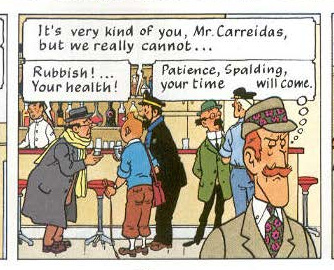 It's very kind of you, Mr. Carreidas,
but we really cannot...
Rubbish! ...
Your health!
Patience, Spalding,
your time will come.